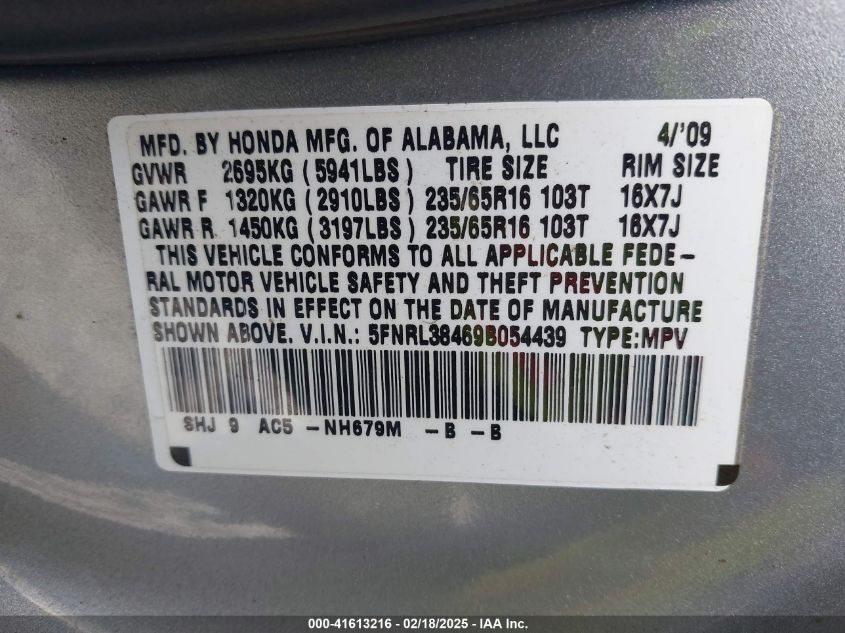 MFD. BY HONDA MFG. OF ALABAMA, LLC 4/'09
GVWR 2695KG (5941LBS) TIRE SIZE RIM SIZE
GAWR F 1320KG (2910LBS) 235/65R16 103T 16X7J
GAWR R 1450KG (3197LBS) 235/65R16 103T 16X7J
THIS VEHICLE CONFORMS TO ALL APPLICABLE FEDE-
RAL MOTOR VEHICLE SAFETY AND THEFT PREVENTION
STANDARDS IN EFFECT ON THE DATE OF MANUFACTURE
SHOWN ABOVE. V.I.N.: 5FNRL38469B054439 TYPE:MPV
SHJ 9 AC5 -NH679M -B -B
000-41613216 - 02/18/2025 - IAA Inc.